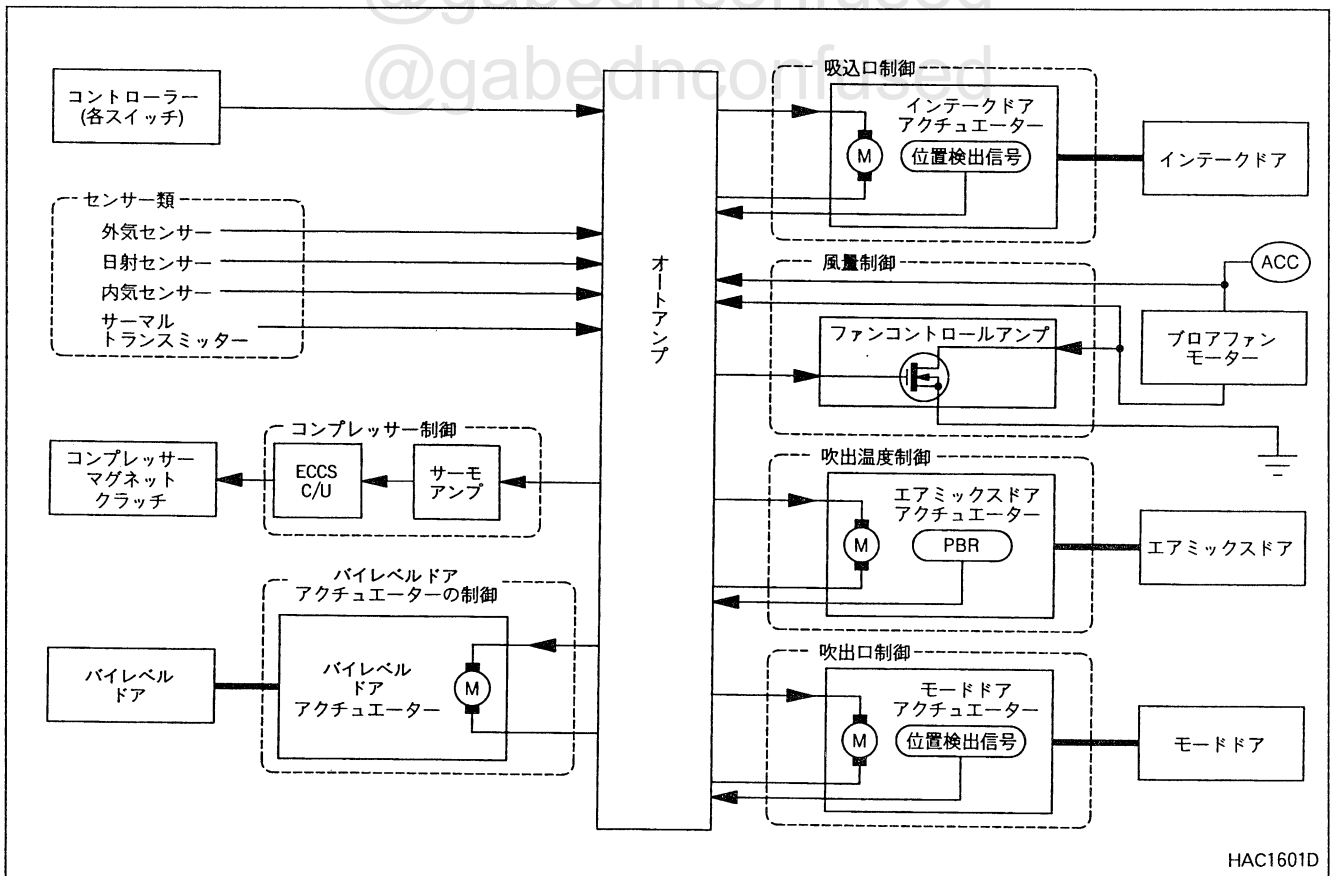 @gabednconfused
@gabednconfused
コントローラー
(各スイッチ)
センサー類
外気センサー
日射センサー
内気センサー
サーマル
トランスミッター
コンプレッサー
マグネット
クラッチ
コンプレッサー制御
ECCS
C/U
サーモ
アンプ
バイレベルドア
アクチュエーターの制御
バイレベル
ドア
バイレベル
ドア
アクチュエーター
M
オートアンプ
吸込口制御
インテークドア
アクチュエーター
M
位置検出信号
インテークドア
風量制御
ACC
ファンコントロールアンプ
ブロアファン
モーター
吹出温度制御
エアミックスドア
アクチュエーター
M
PBR
エアミックスドア
吹出口制御
モードドア
アクチュエーター
M
位置検出信号
モードドア
HAC1601D